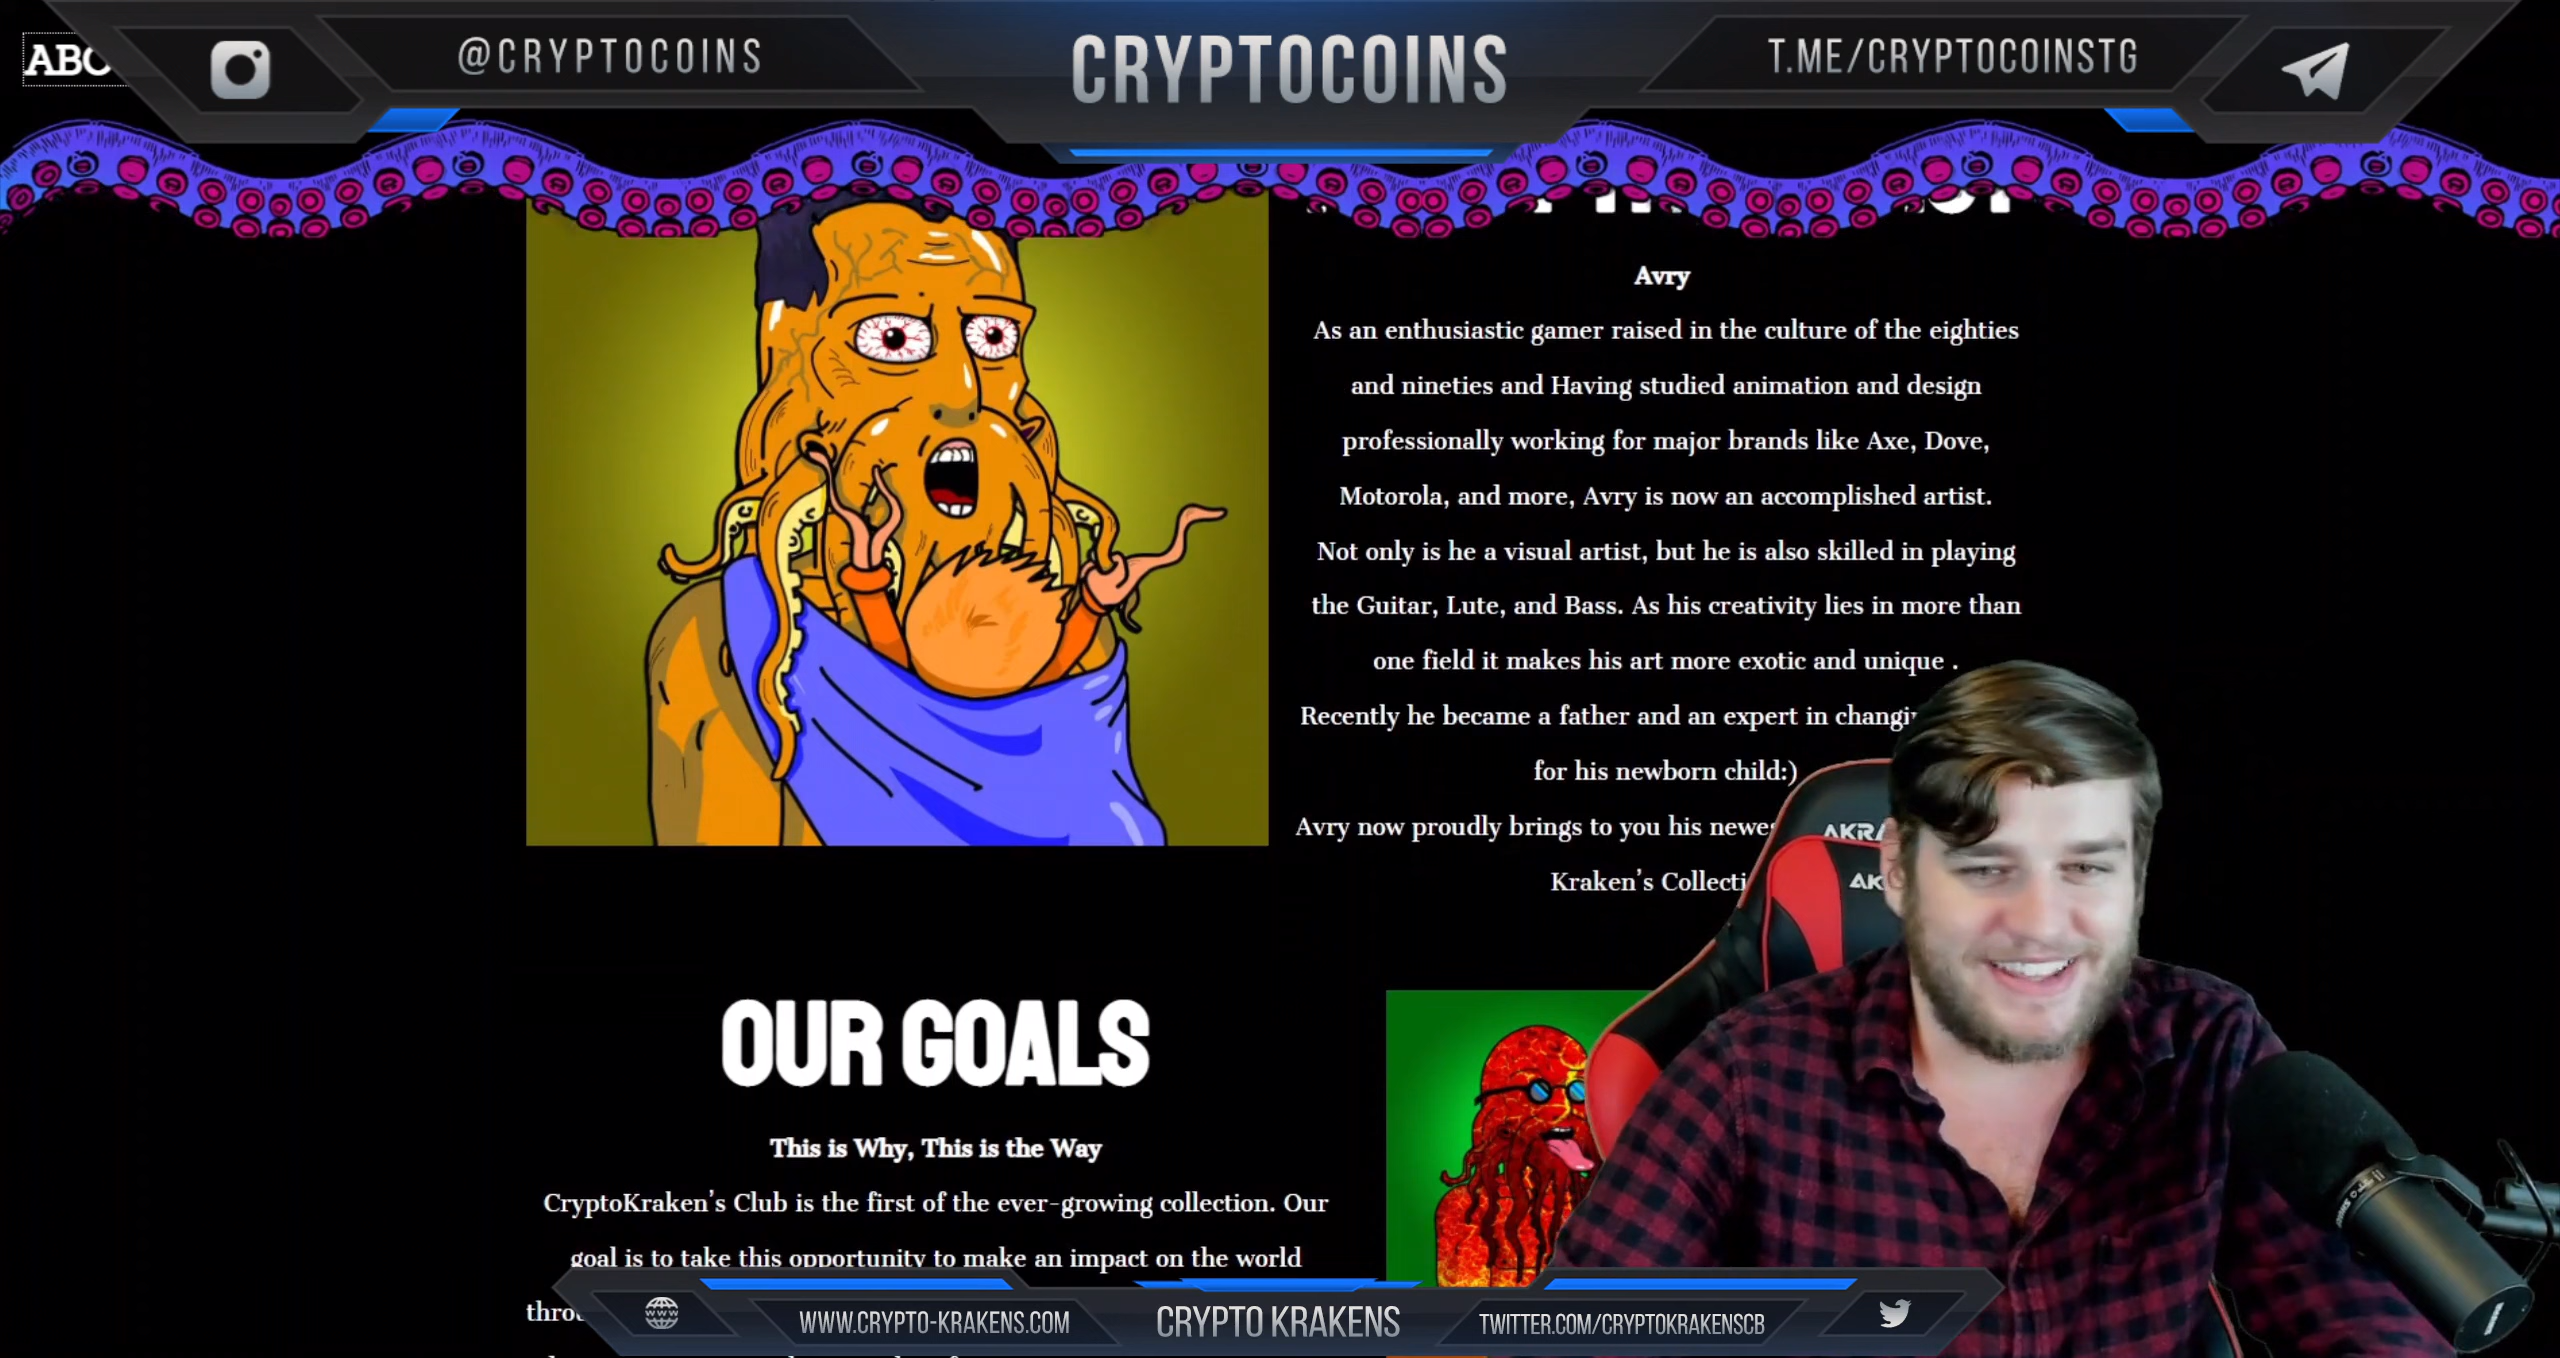 ABO
@CRYPTOCOINS
CRYPTOCOINS
T.ME/CRYPTOCOINSTG
Avry
As an enthusiastic gamer raised in the culture of the eighties
and nineties and Having studied animation and design
professionally working for major brands like Axe, Dove,
Motorola, and more, Avry is now an accomplished artist.
Not only is he a visual artist, but he is also skilled in playing
the Guitar, Lute, and Bass. As his creativity lies in more than
one field it makes his art more exotic and unique .
Recently he became a father and an expert in
for his newborn child:)
Avry now proudly brings to you his
Kraken's
AKRA
AK
OUR GOALS
This is Why, This is the Way
CryptoKraken's Club is the first of the ever-growing collection. Our
goal is to take this opportunity to make an impact on the world
WWW
WWW.CRYPTO-KRAKENS.COM
CRYPTO KRAKENS
TWITTER.COM/CRYPTOKRAKENSCB